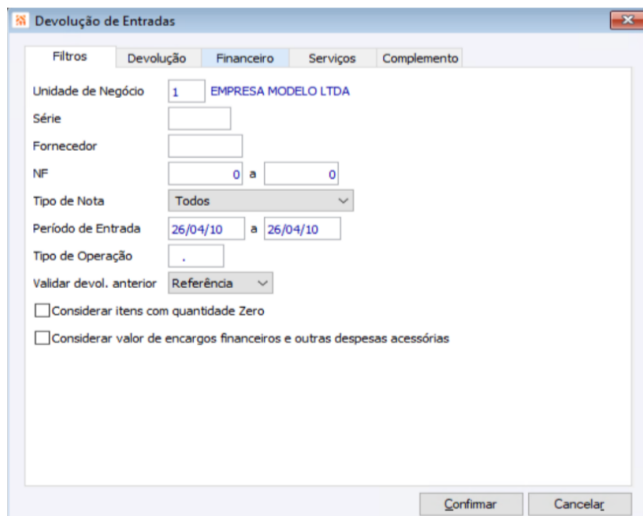 Devolução de Entradas
Filtros Devolução Financeiro Serviços Complemento
Unidade de Negócio 1 EMPRESA MODELO LTDA
Série
Fornecedor
NF 0 a 0
Tipo de Nota Todos
Período de Entrada 26/04/10 a 26/04/10
Tipo de Operação .
Validar devol. anterior Referência
Considerar itens com quantidade Zero
Considerar valor de encargos financeiros e outras despesas acessórias
Confirmar Cancelar